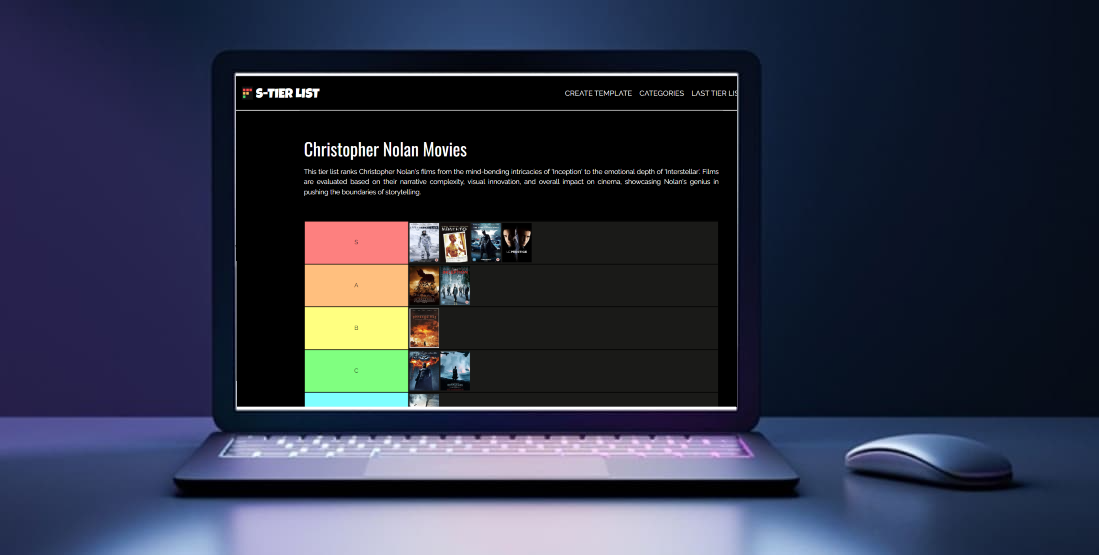 S-TIER LIST
CREATE TEMPLATE CATEGORIES LAST TIER LIS
Christopher Nolan Movies
This tier list ranks Christopher Nolan's films from the mind-bending intricacies of 'Inception' to the emotional depth of 'Interstellar'. Films
are evaluated based on their narrative complexity, visual innovation, and overall impact on cinema, showcasing Nolan's genius in
pushing the boundaries of storytelling.
S
A
B
C